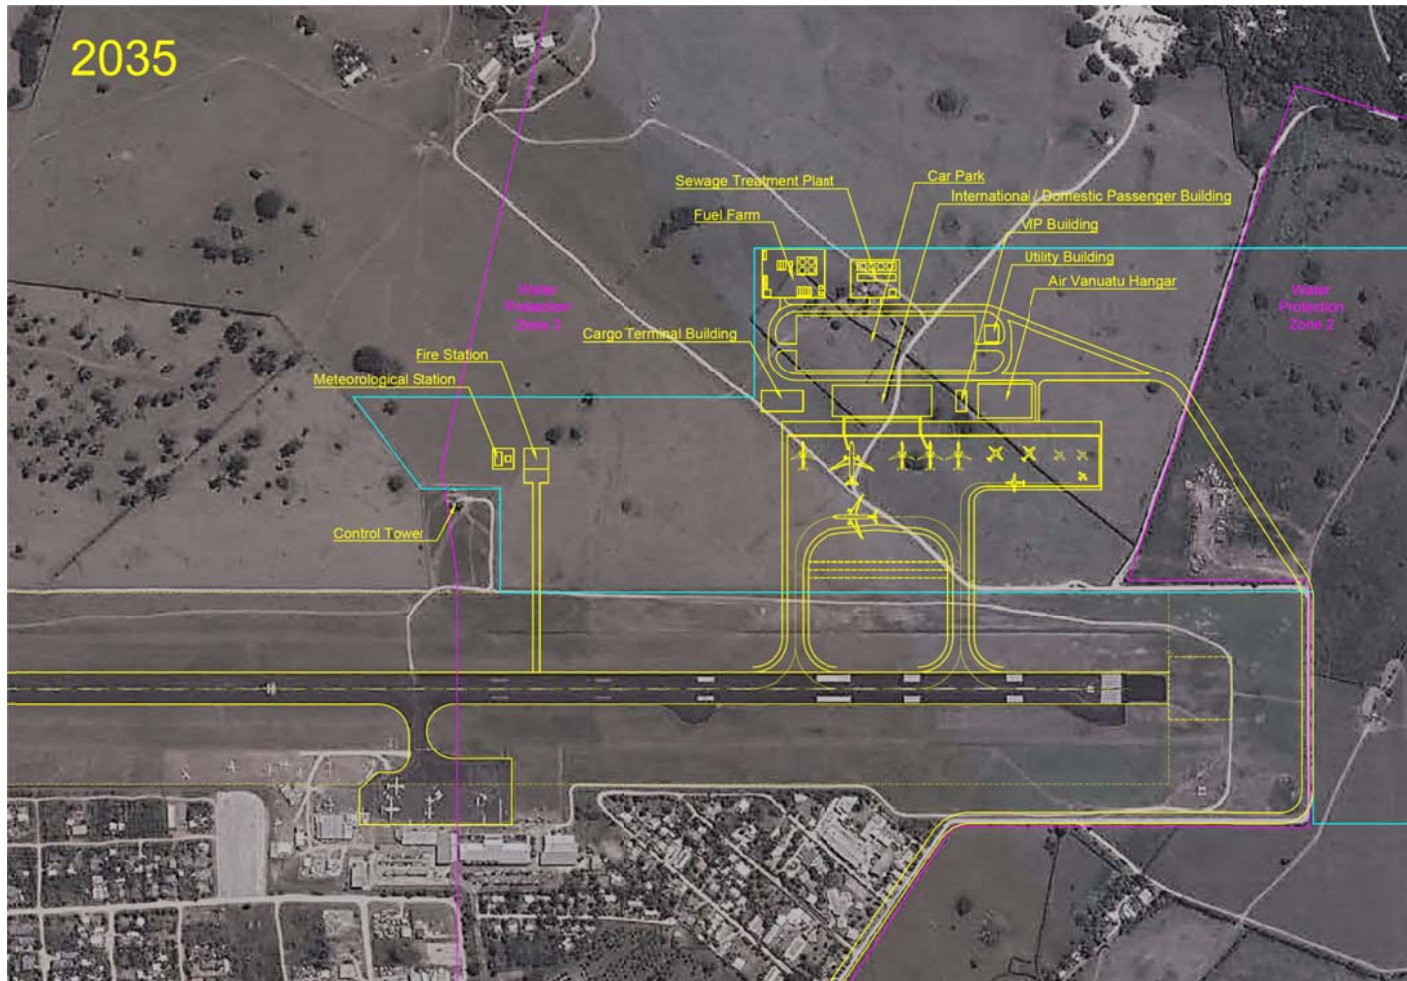 2035
Sewage Treatment Plant
Car Park
International / Domestic Passenger Building
Fuel Farm
VIP Building
Utility Building
Air Vanuatu Hangar
Water
Protection
Zone 3
Water
Protection
Zone 2
Cargo Terminal Building
Fire Station
Meteorological Station
Control Tower